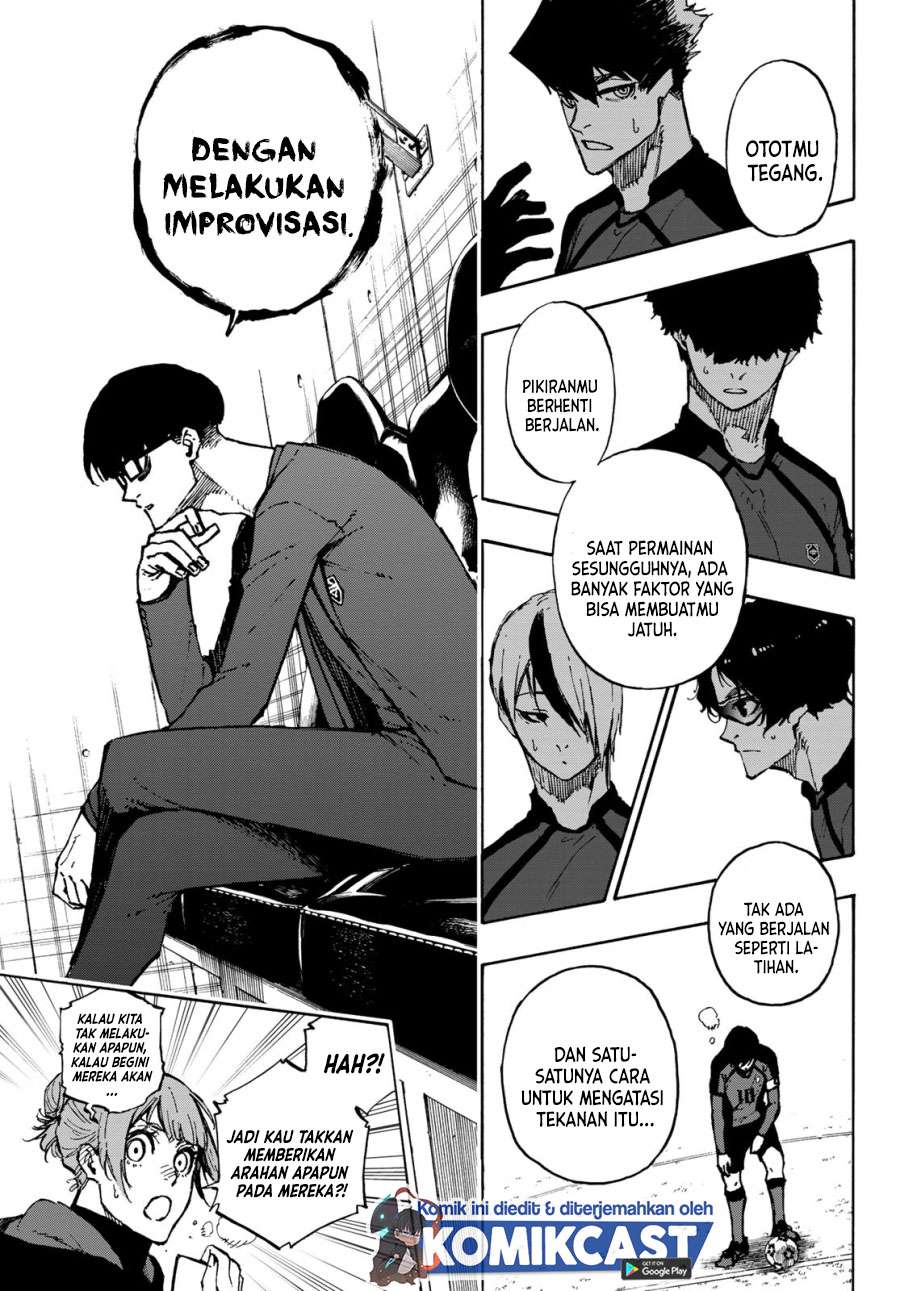 OTOTMU
TEGANG.
PIKIRANMU
BERHENTI
BERJALAN.
SAAT PERMAINAN
SESUNGGUHNYA, ADA
BANYAK FAKTOR YANG
BISA MEMBUATMU
JATUH.
TAK ADA
YANG BERJALAN
SEPERTI LA-
TIHAN.
DAN SATU-
SATUNYA CARA
UNTUK MENGATASI
TEKANAN ITU...
10
DENGAN
MELAKUKAN
IMPROVISASI.
HAH?!
JADI KAU TAKKAN
MEMBERIKAN
ARAHAN APAPUN
PADA MEREKA?!
KALAU KITA
TAK MELAKU-
KAN APAPUN,
KALAU BEGINI
MEREKA AKAN
...
Komik ini diedit & diterjemahkan oleh
KOMIKCAST
GET IT ON
Google Play